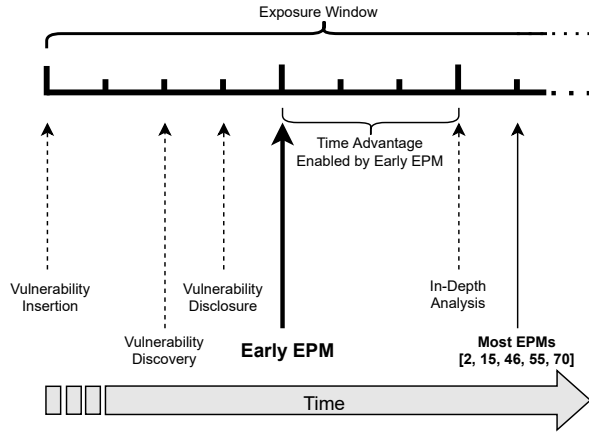 Exposure Window
Time Advantage
Enabled by Early EPM
Vulnerability
Insertion
Vulnerability
Discovery
Vulnerability
Disclosure
Early EPM
In-Depth
Analysis
Most EPMs
[2, 15, 46, 55, 70]
Time